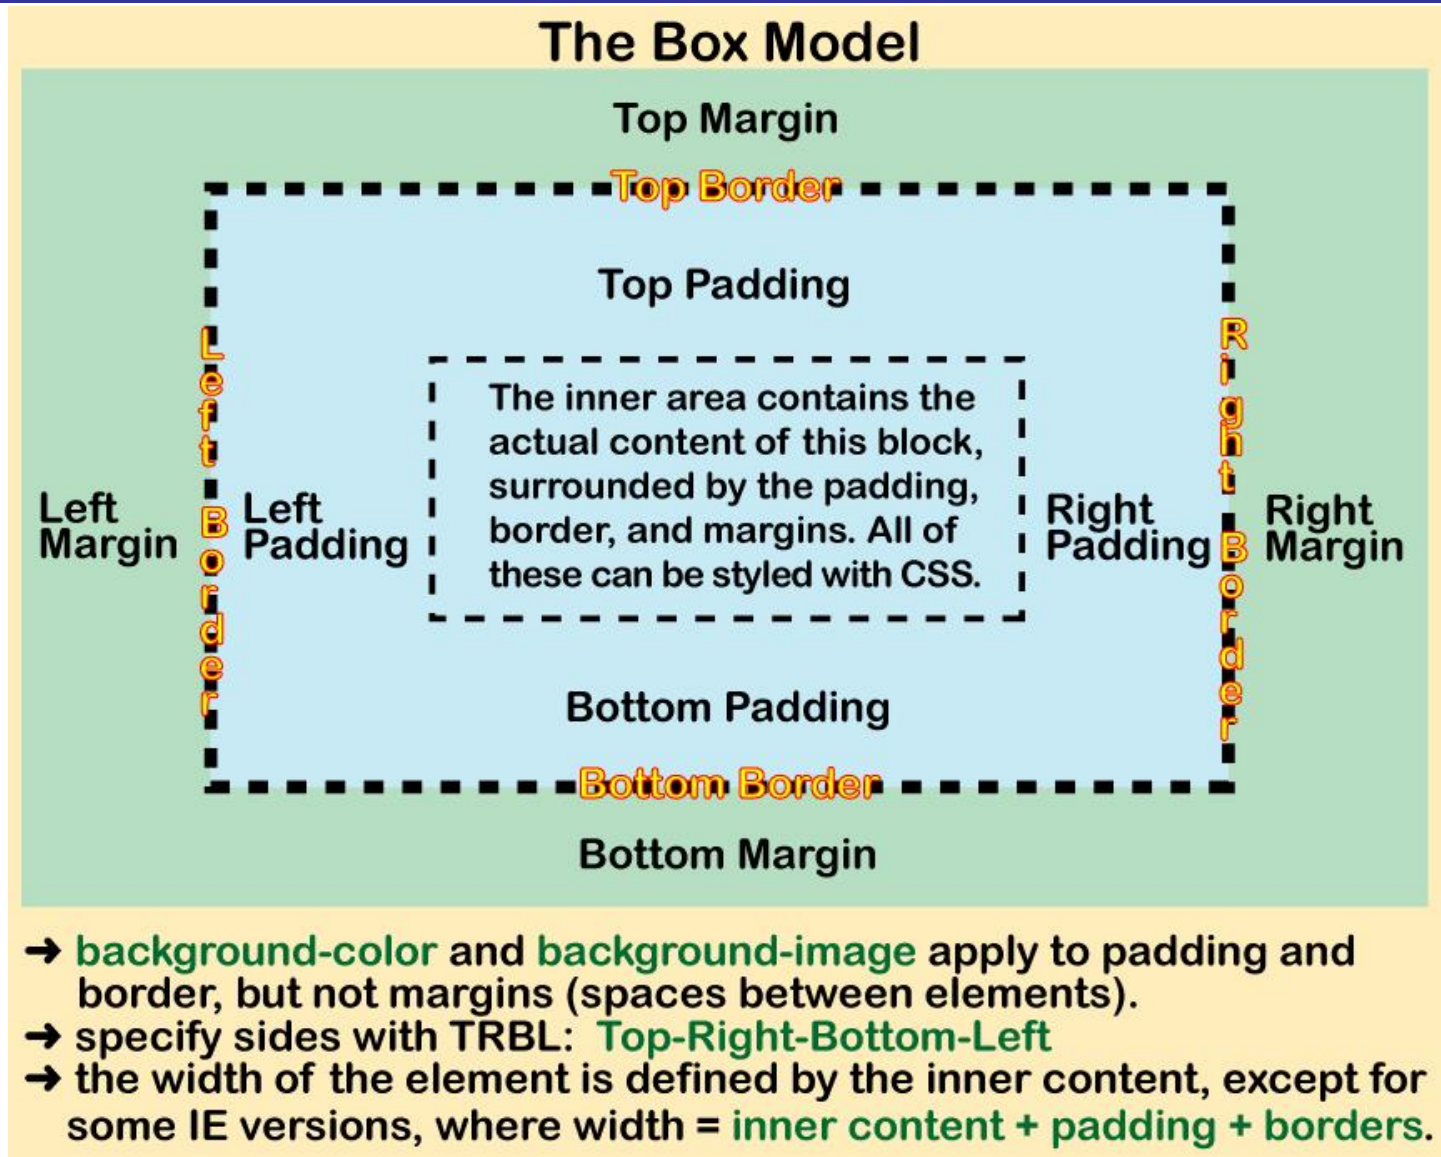 The Box Model
Top Margin
Top Border
Top Padding
Left Border
The inner area contains the
actual content of this block,
surrounded by the padding,
border, and margins. All of
these can be styled with CSS.
Right Border
Left
Margin
Left
Padding
Right
Padding
Right
Margin
Bottom Padding
Bottom Border
Bottom Margin
➜ background-color and background-image apply to padding and
border, but not margins (spaces between elements).
➜ specify sides with TRBL: Top-Right-Bottom-Left
➜ the width of the element is defined by the inner content, except for
some IE versions, where width = inner content + padding + borders.